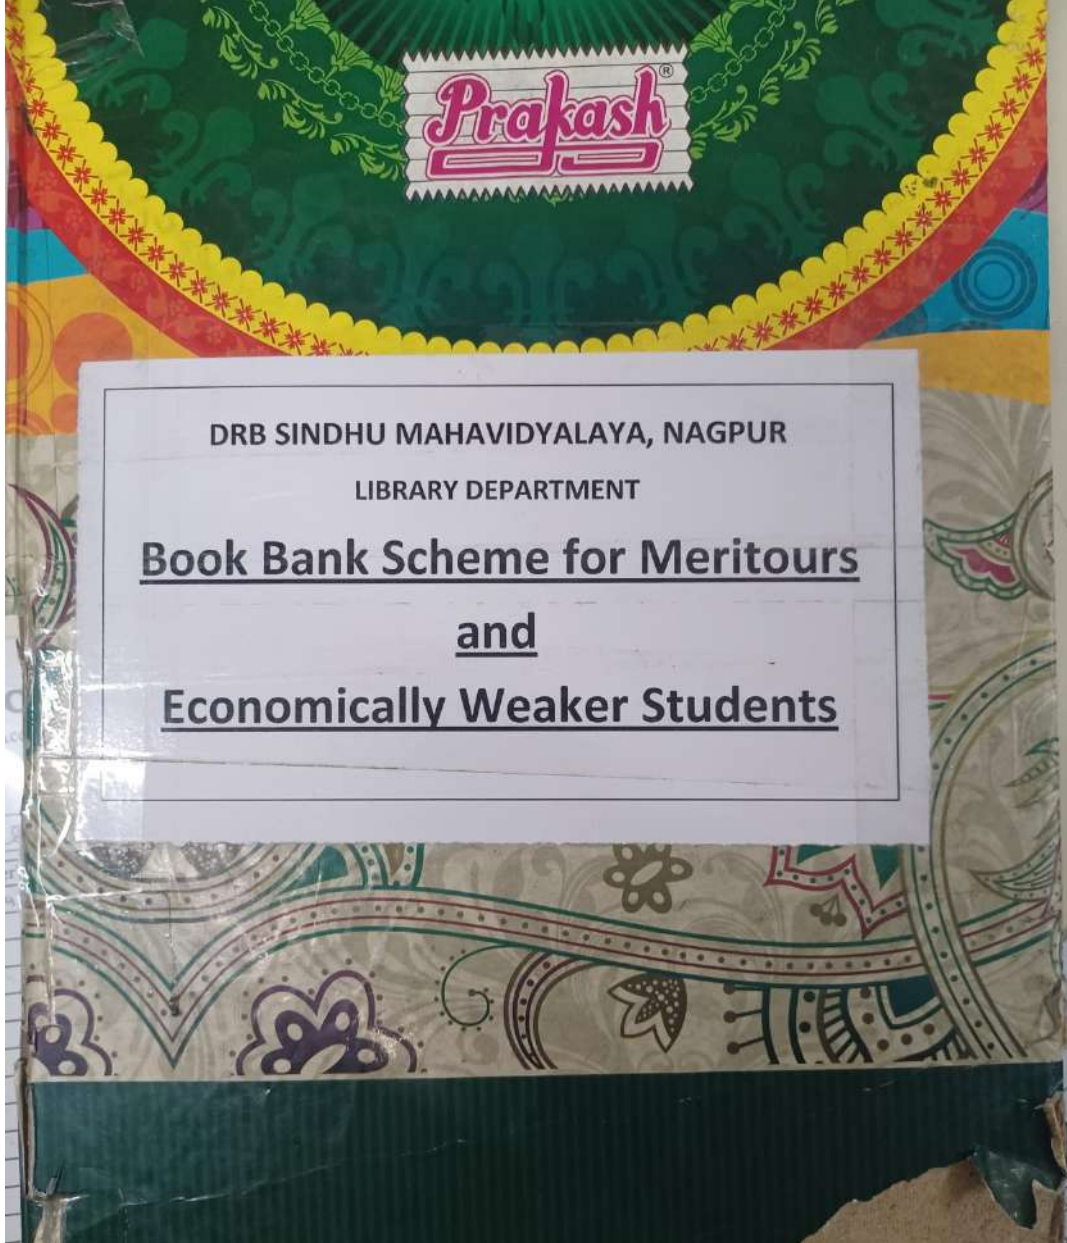 Prakash ®
DRB SINDHU MAHAVIDYALAYA, NAGPUR
LIBRARY DEPARTMENT
Book Bank Scheme for Meritours
and
Economically Weaker Students